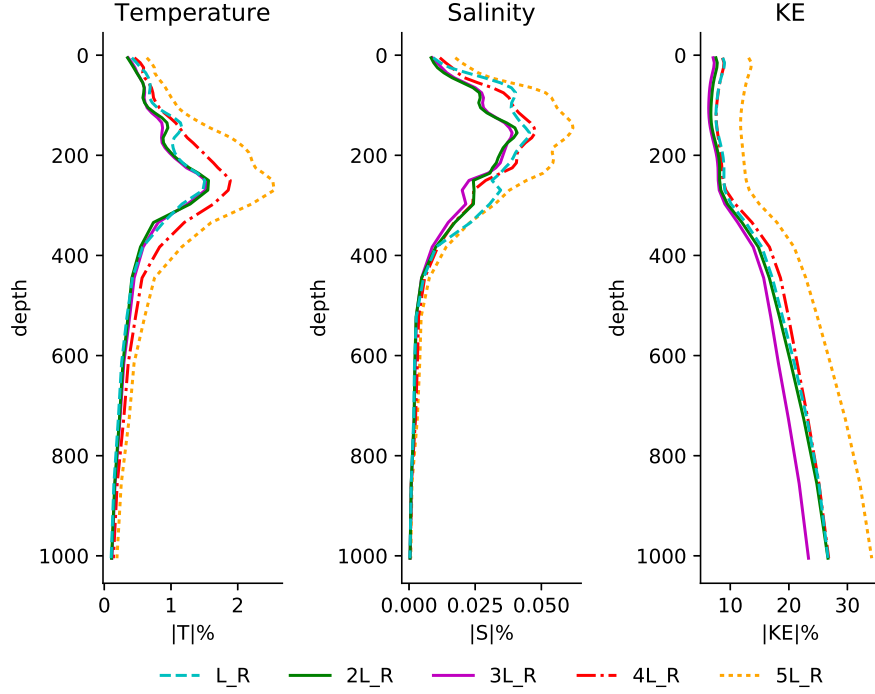 Temperature
Salinity
KE
0
200
400
600
800
1000
depth
0
1
2
|T|%
0
200
400
600
800
1000
depth
0.000
0.025
0.050
|S|%
0
200
400
600
800
1000
depth
10
20
30
|KE|%
L_R
2L_R
3L_R
4L_R
5L_R